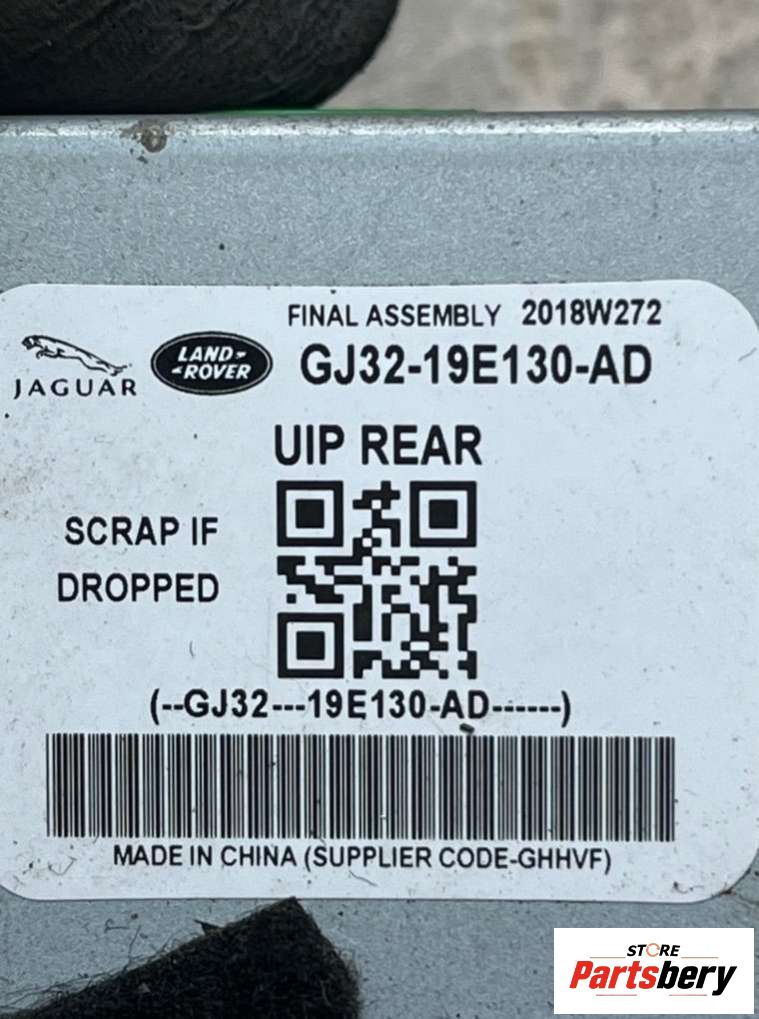 FINAL ASSEMBLY 2018W272
JAGUAR
LAND-
-ROVER
GJ32-19E130-AD
UIP REAR
SCRAP IF
DROPPED
(--GJ32---19E130-AD------)
MADE IN CHINA (SUPPLIER CODE-GHHVF)
STORE
Partsbery